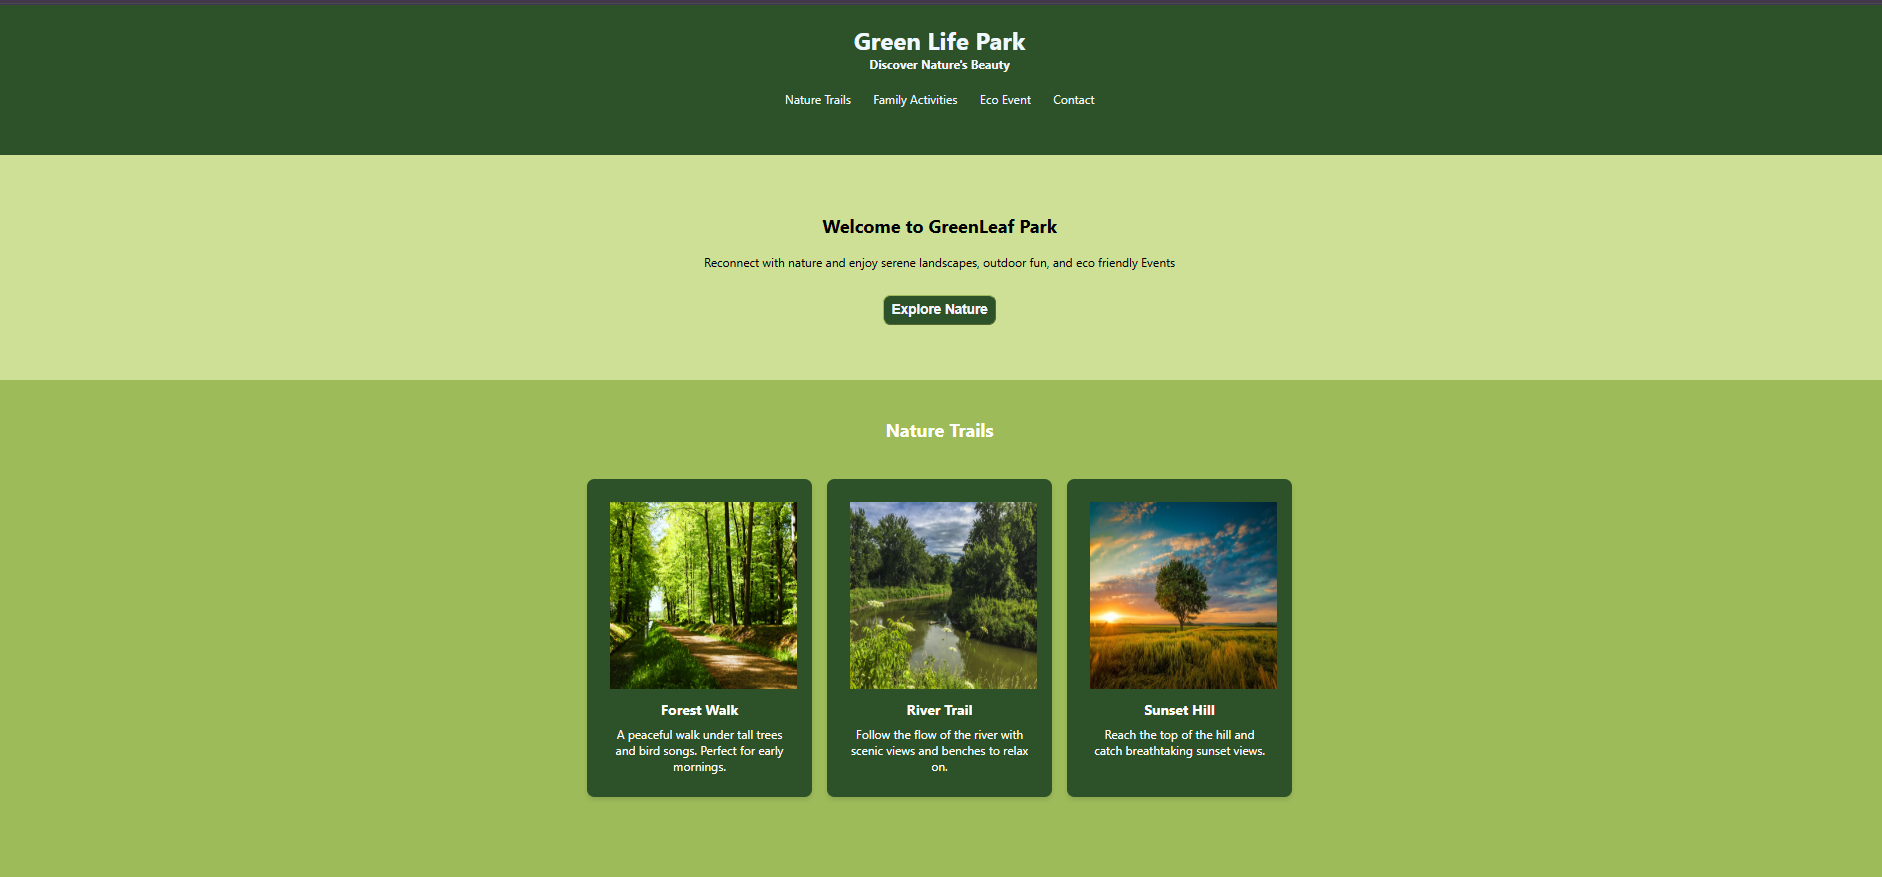 Green Life Park
Discover Nature's Beauty
Nature Trails Family Activities Eco Event Contact
Welcome to GreenLeaf Park
Reconnect with nature and enjoy serene landscapes, outdoor fun, and eco friendly Events
Explore Nature
Nature Trails
Forest Walk
A peaceful walk under tall trees
and bird songs. Perfect for early
mornings.
River Trail
Follow the flow of the river with
scenic views and benches to relax
on.
Sunset Hill
Reach the top of the hill and
catch breathtaking sunset views.